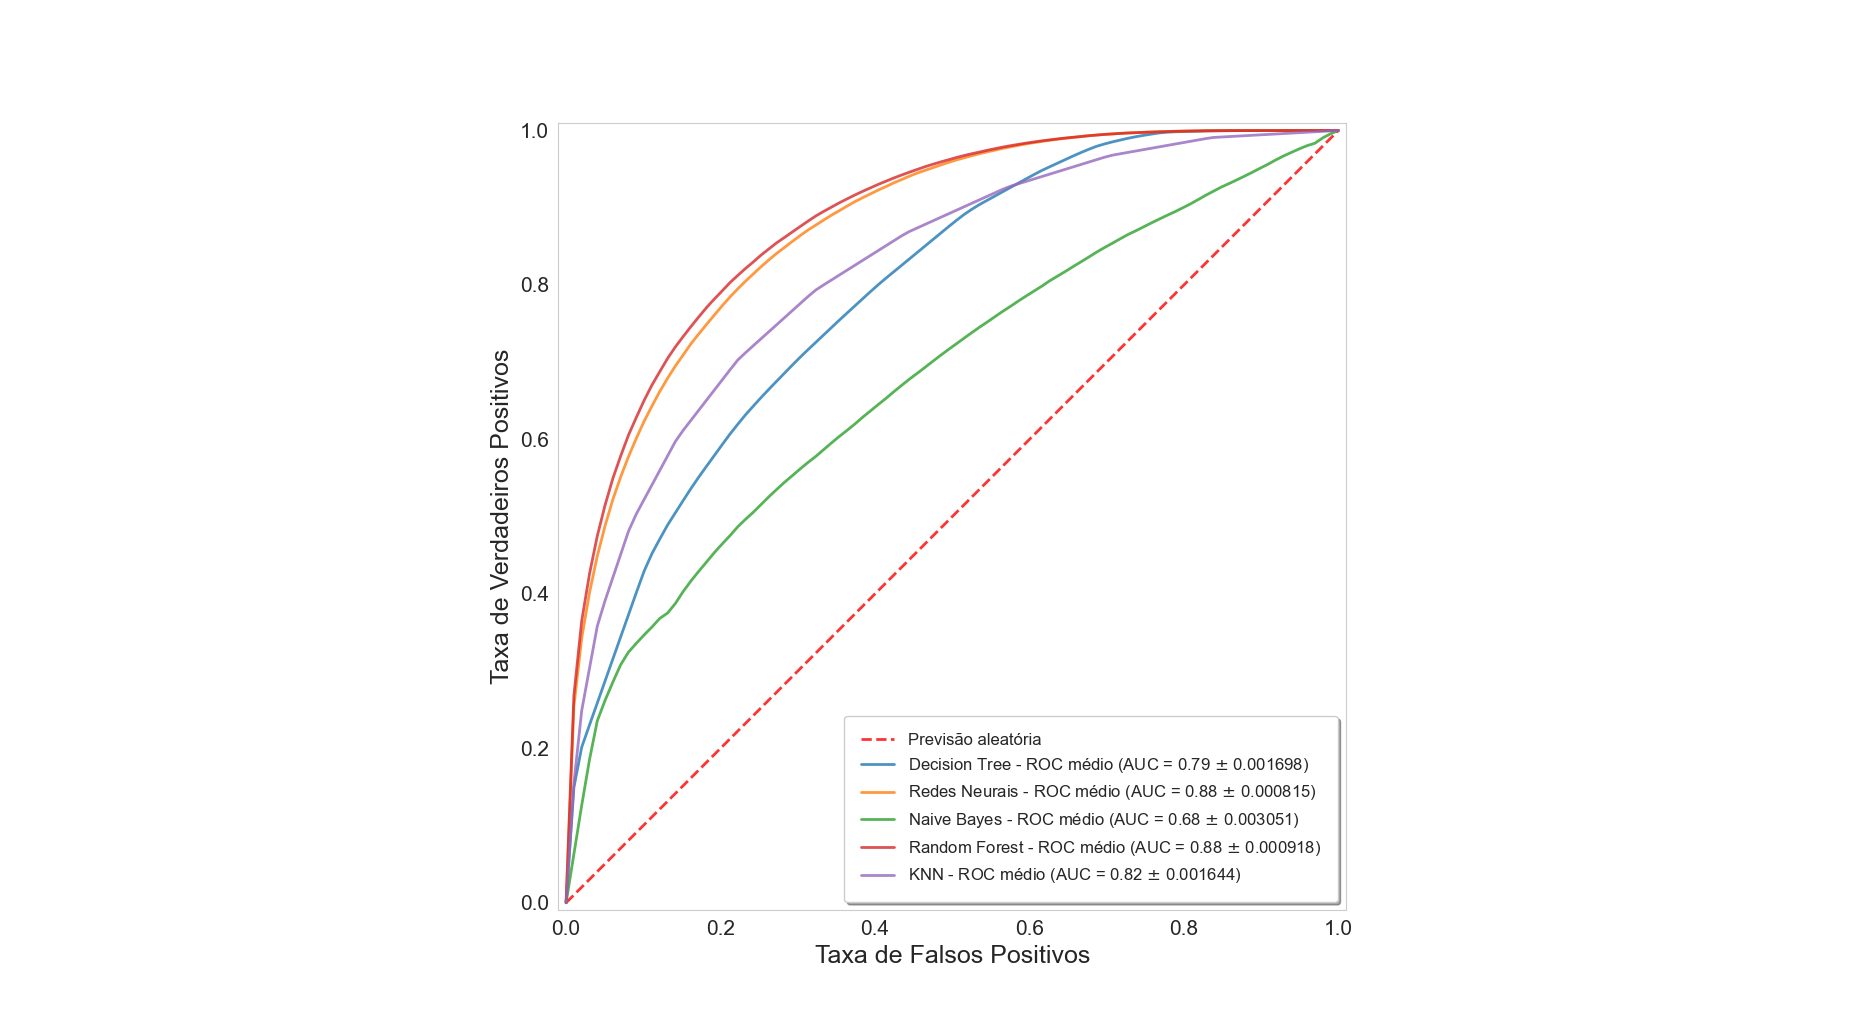 1.0
0.8
0.6
0.4
0.2
0.0
Taxa de Verdadeiros Positivos
Previsão aleatória
Decision Tree - ROC médio (AUC = 0.79 ± 0.001698)
Redes Neurais - ROC médio (AUC = 0.88 ± 0.000815)
Naive Bayes - ROC médio (AUC = 0.68 ± 0.003051)
Random Forest - ROC médio (AUC = 0.88 ± 0.000918)
KNN - ROC médio (AUC = 0.82 ± 0.001644)
0.0 0.2 0.4 0.6 0.8 1.0
Taxa de Falsos Positivos